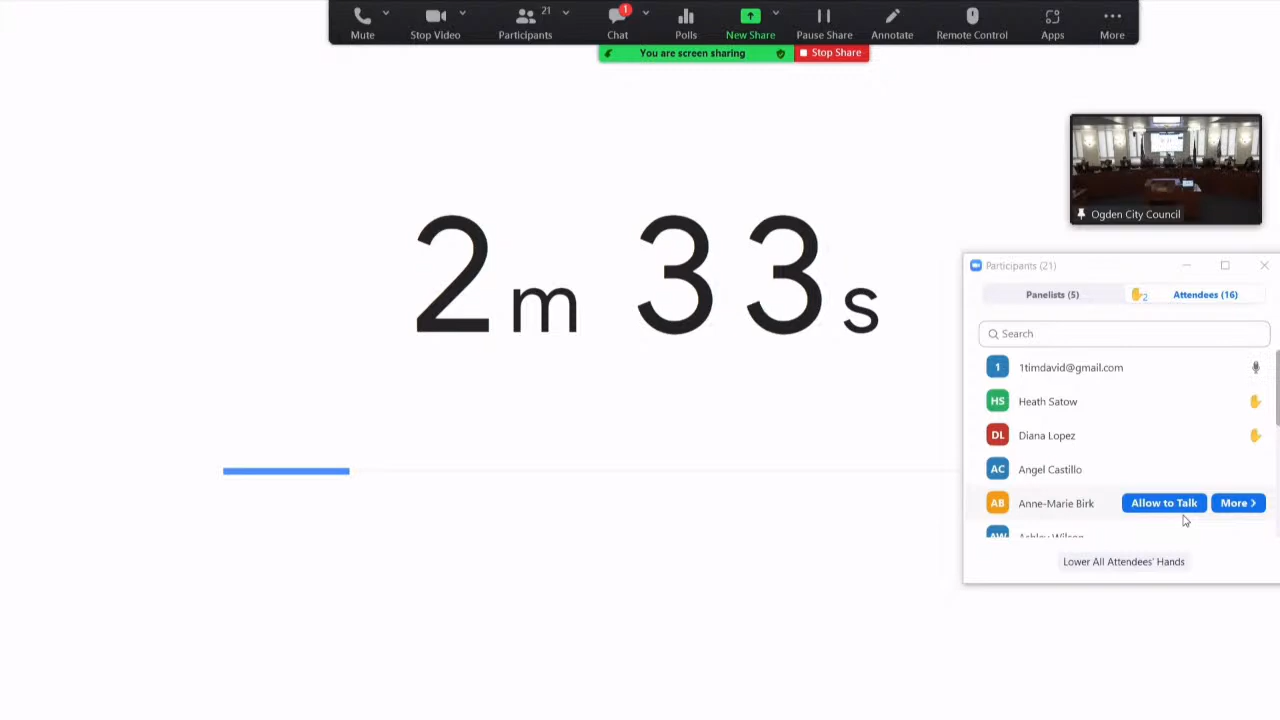 Mute
Stop Video
21
Participants
1
Chat
Polls
New Share
Pause Share
Annotate
Remote Control
Apps
More
You are screen sharing
Stop Share
Ogden City Council
2m 33s
Participants (21)
Panelists (5)
2
Attendees (16)
Search
1 1timdavid@gmail.com
HS Heath Satow
DL Diana Lopez
AC Angel Castillo
AB Anne-Marie Birk Allow to Talk More
AW Ashley Wilson
Lower All Attendees' Hands